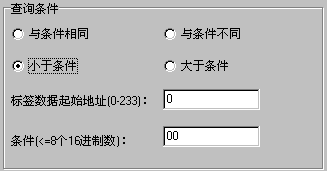 查询条件
与条件相同 与条件不同
小于条件 大于条件
标签数据起始地址(0-233): 0
条件(<=8个16进制数): 00